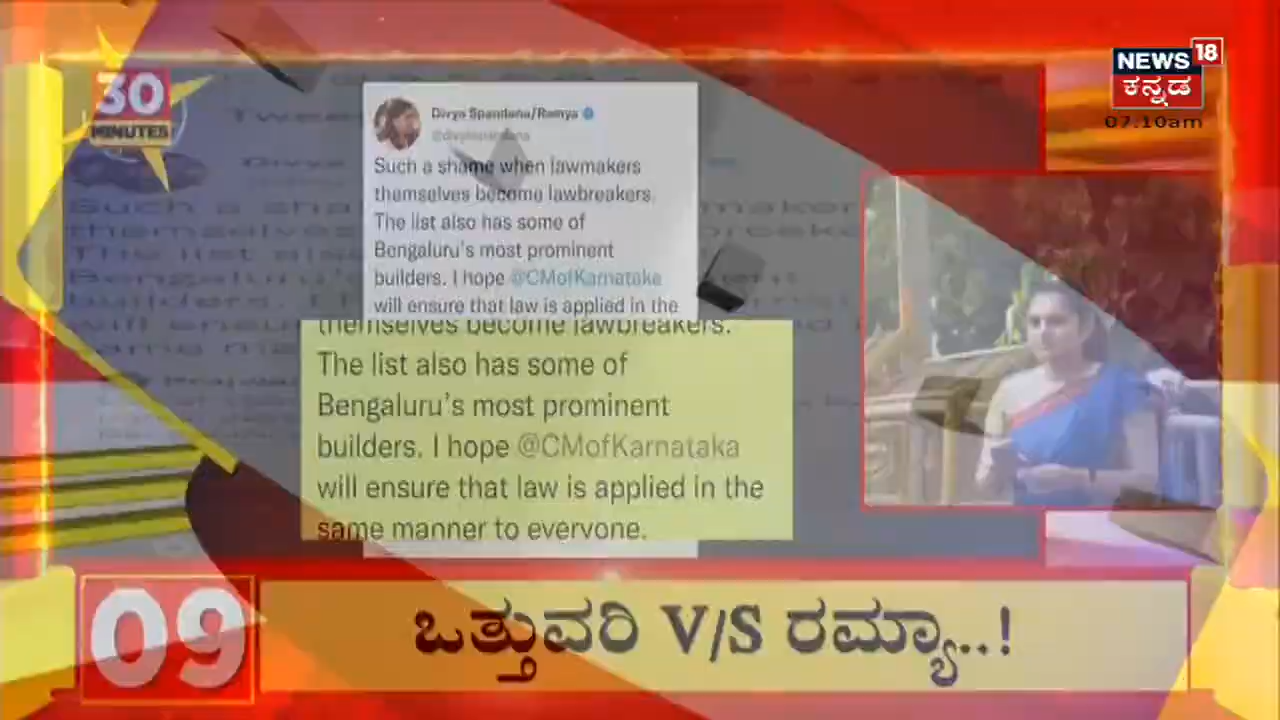 30
MINUTES
NEWS 18
ಕನ್ನಡ
07:10am
Divya Spandana/Ramya
@divyaspandana
Such a shame when lawmakers
themselves become lawbreakers.
The list also has some of
Bengaluru's most prominent
builders. I hope @CMofKarnataka
will ensure that law is applied in the
themselves become lawbreakers.
The list also has some of
Bengaluru's most prominent
builders. I hope @CMofKarnataka
will ensure that law is applied in the
same manner to everyone.
09
ಒತ್ತುವರಿ V/S ರಮ್ಯಾ..!